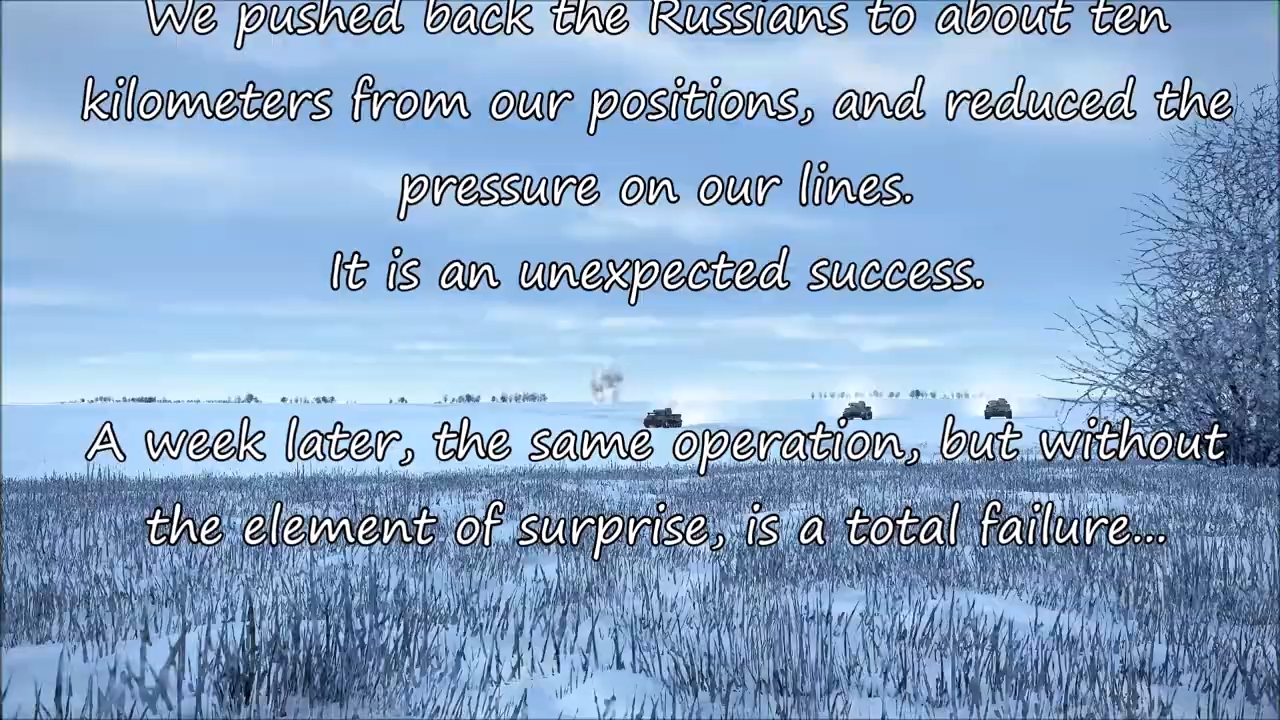 We pushed back the Russians to about ten
kilometers from our positions, and reduced the
pressure on our lines.
It is an unexpected success.
A week later, the same operation, but without
the element of surprise, is a total failure...